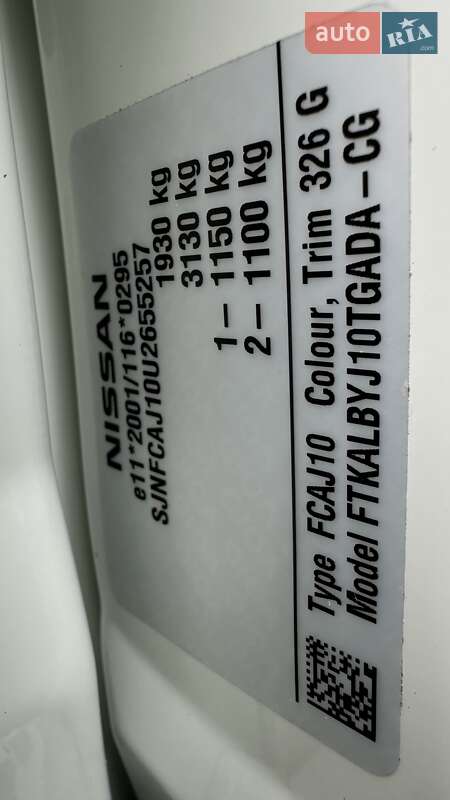 auto RIA.com
NISSAN
e11*2001/116*0295
SJNFCAJ10U2655257
1930 kg
3130 kg
1– 1150 kg
2– 1100 kg
Type FCAJ10 Colour, Trim 326 G
Model FTKALBYJ10TGADA–CG